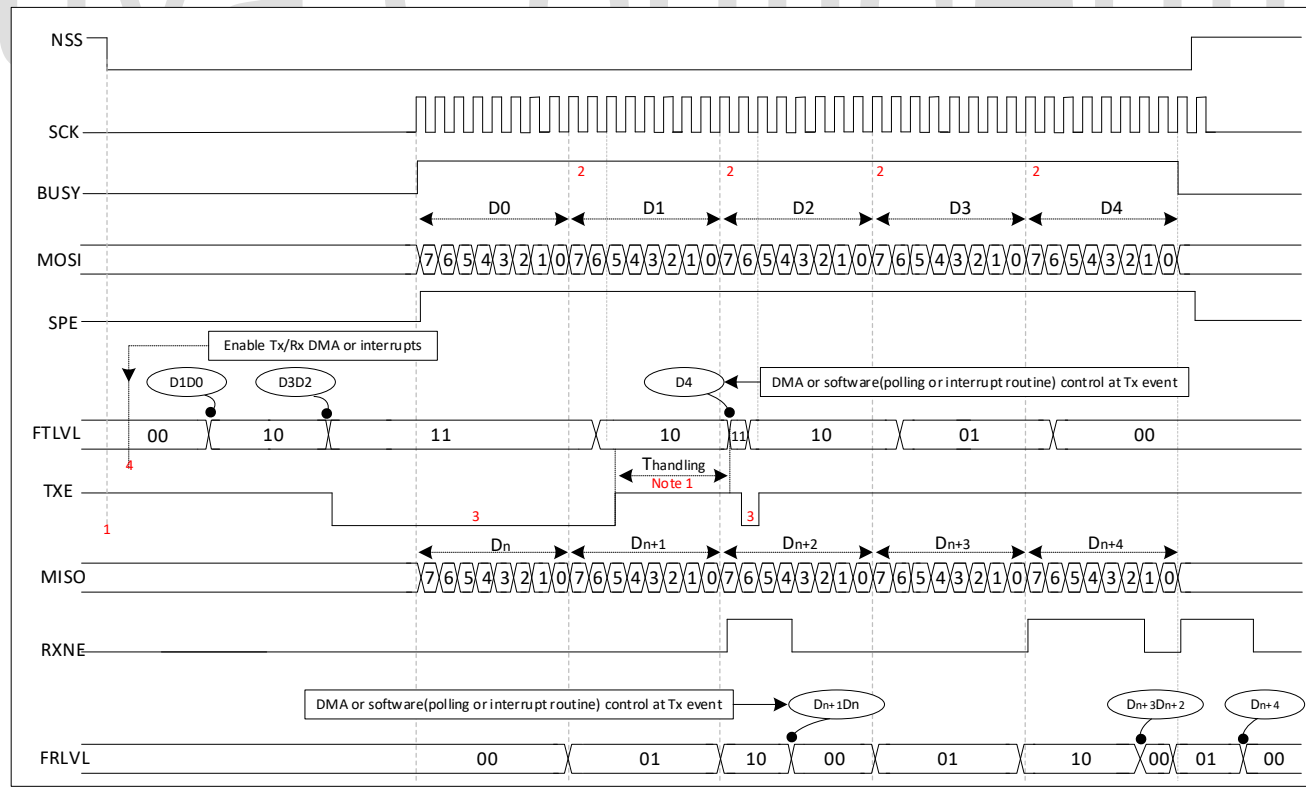 NSS
SCK
2 2 2 2
BUSY
D0 D1 D2 D3 D4
MOSI 7 6 5 4 3 2 1 0 7 6 5 4 3 2 1 0 7 6 5 4 3 2 1 0 7 6 5 4 3 2 1 0 7 6 5 4 3 2 1 0
SPE
Enable Tx/Rx DMA or interrupts
D1D0 D3D2 D4 DMA or software(polling or interrupt routine) control at Tx event
FTLVL 00 10 11 10 11 10 01 00
4 Thandling
TXE Note 1
1 3 3
Dn Dn+1 Dn+2 Dn+3 Dn+4
MISO 7 6 5 4 3 2 1 0 7 6 5 4 3 2 1 0 7 6 5 4 3 2 1 0 7 6 5 4 3 2 1 0 7 6 5 4 3 2 1 0
RXNE
DMA or software(polling or interrupt routine) control at Tx event Dn+1Dn Dn+3Dn+2 Dn+4
FRLVL 00 01 10 00 01 10 00 01 00